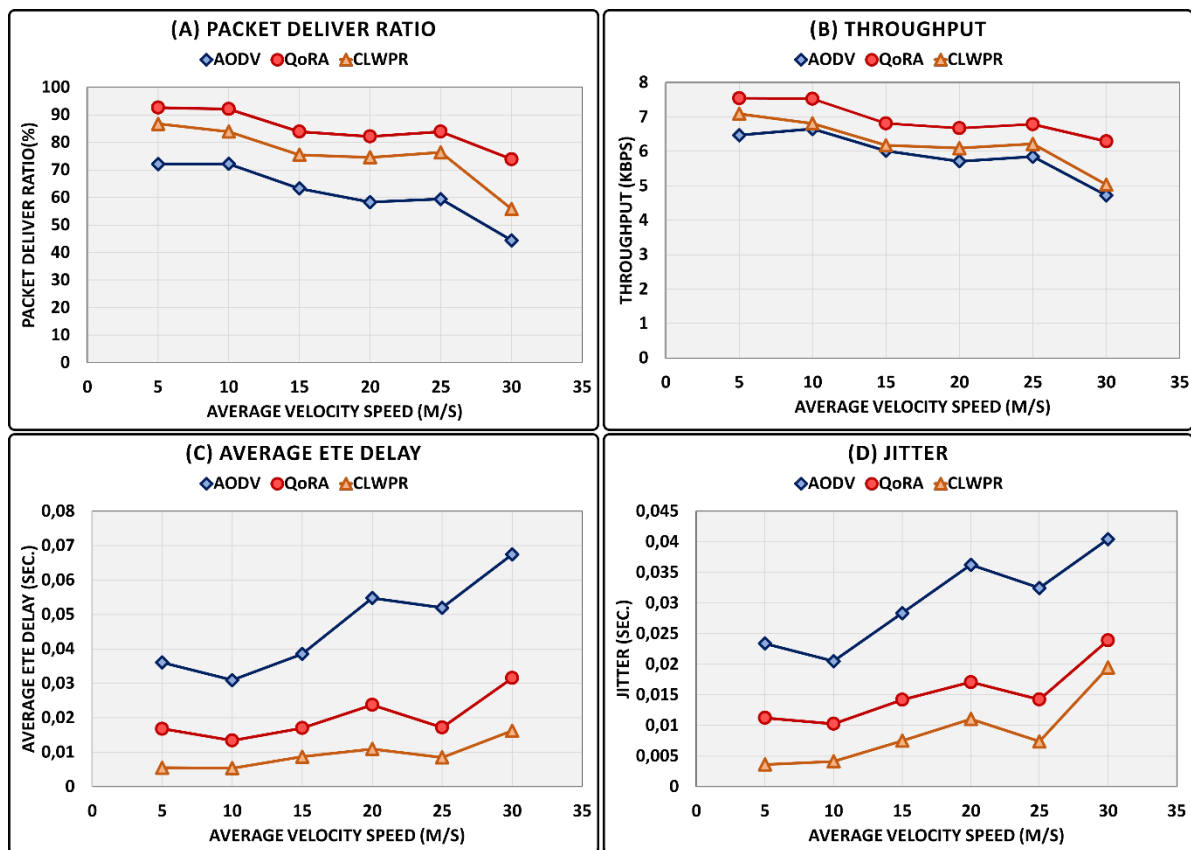 (A) PACKET DELIVER RATIO
AODV QoRA CLWPR
PACKET DELIVER RATIO(%)
100
90
80
70
60
50
40
30
20
10
0
0 5 10 15 20 25 30 35
AVERAGE VELOCITY SPEED (M/S)
(B) THROUGHPUT
AODV QoRA CLWPR
THROUGHPUT (KBPS)
8
7
6
5
4
3
2
1
0
0 5 10 15 20 25 30 35
AVERAGE VELOCITY SPEED (M/S)
(C) AVERAGE ETE DELAY
AODV QoRA CLWPR
AVERAGE ETE DELAY (SEC.)
0,08
0,07
0,06
0,05
0,04
0,03
0,02
0,01
0
0 5 10 15 20 25 30 35
AVERAGE VELOCITY SPEED (M/S)
(D) JITTER
AODV QoRA CLWPR
JITTER (SEC.)
0,045
0,04
0,035
0,03
0,025
0,02
0,015
0,01
0,005
0
0 5 10 15 20 25 30 35
AVERAGE VELOCITY SPEED (M/S)